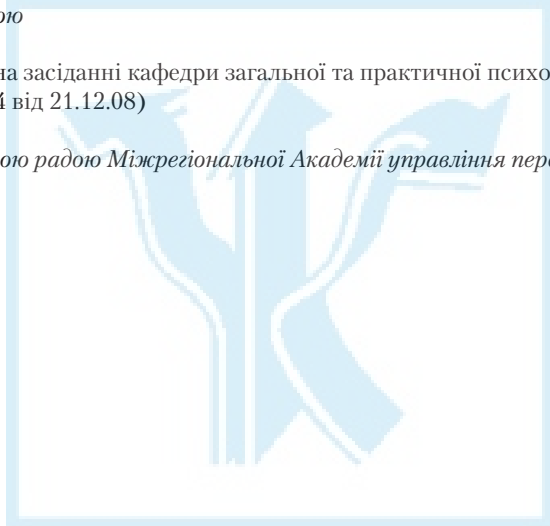 ою
на засіданні кафедри загальної та практичної психо
4 від 21.12.08)
ою радою Міжрегіональної Академії управління пер